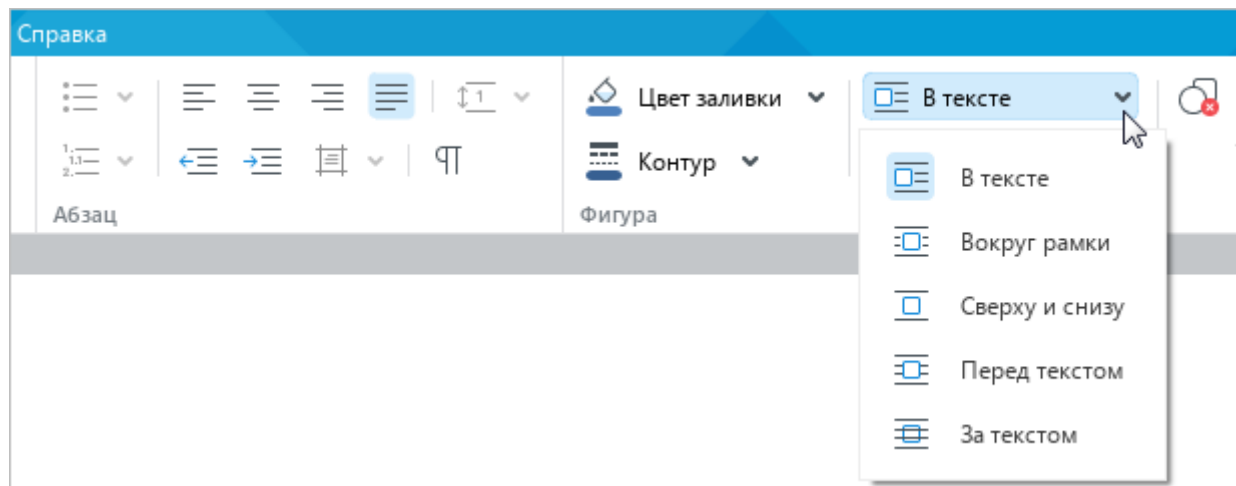 Справка
Цвет заливки
В тексте
Контур
Абзац
Фигура
В тексте
Вокруг рамки
Сверху и снизу
Перед текстом
За текстом